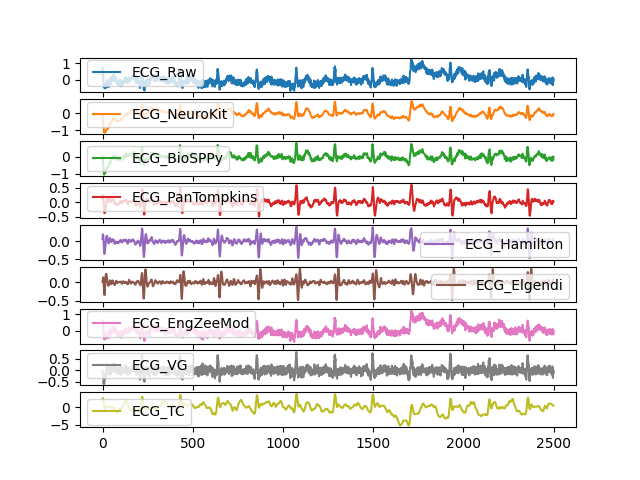 1
0
ECG_Raw
0
−1
ECG_NeuroKit
0
−1
ECG_BioSPPy
0.5
0.0
−0.5
ECG_PanTompkins
0.0
−0.5
ECG_Hamilton
0.0
−0.5
ECG_Elgendi
1
0
ECG_EngZeeMod
0.5
0.0
−0.5
ECG_VG
0
−5
ECG_TC
0 500 1000 1500 2000 2500